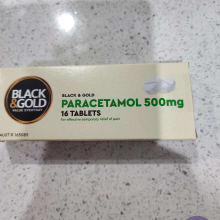 BLACK
&GOLD
VALUE EVERYDAY
BLACK & GOLD
PARACETAMOL 500mg
16 TABLETS
for effective temporary relief of pain